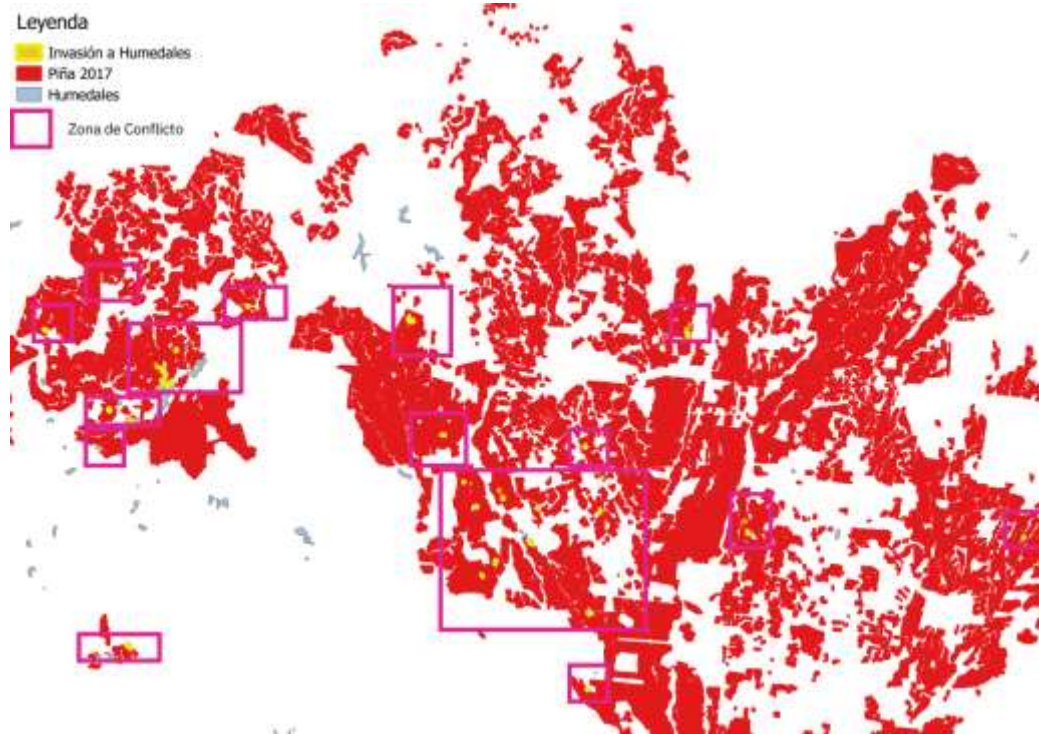 Leyenda
Invasión a Humedales
Piña 2017
Humedales
Zona de Conflicto